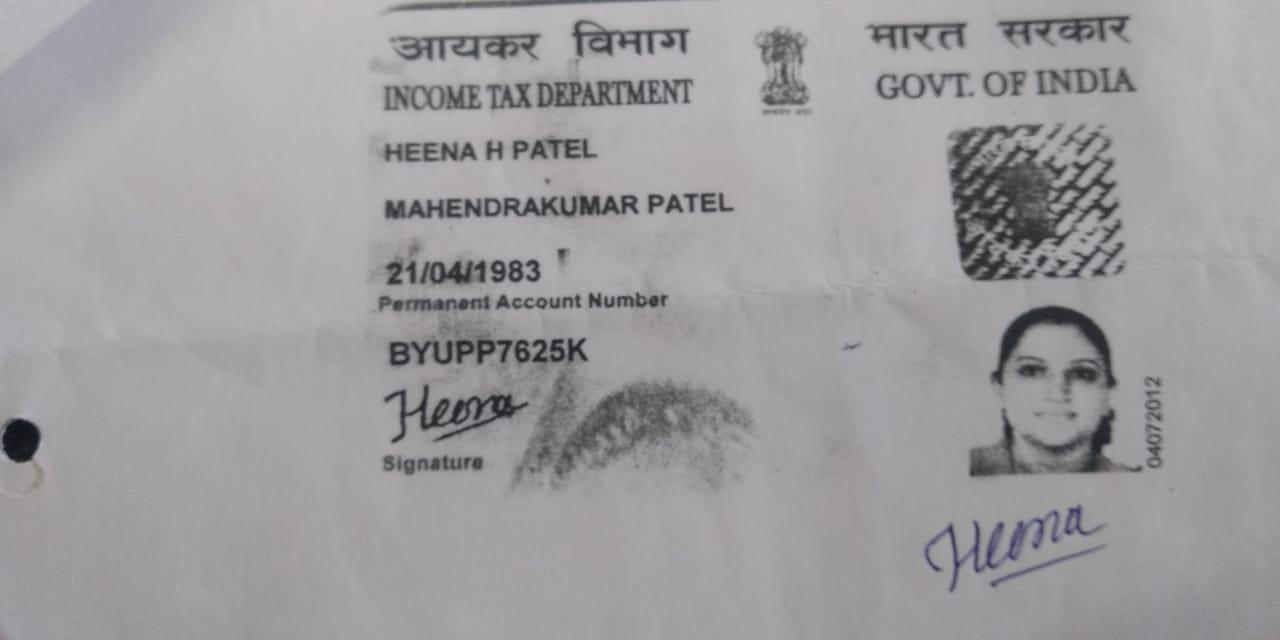 आयकर विभाग
भारत सरकार
INCOME TAX DEPARTMENT
GOVT. OF INDIA
HEENA H PATEL
MAHENDRAKUMAR PATEL
21/04/1983
Permanent Account Number
BYUPP7625K
Heena
Signature
04072012
Heena